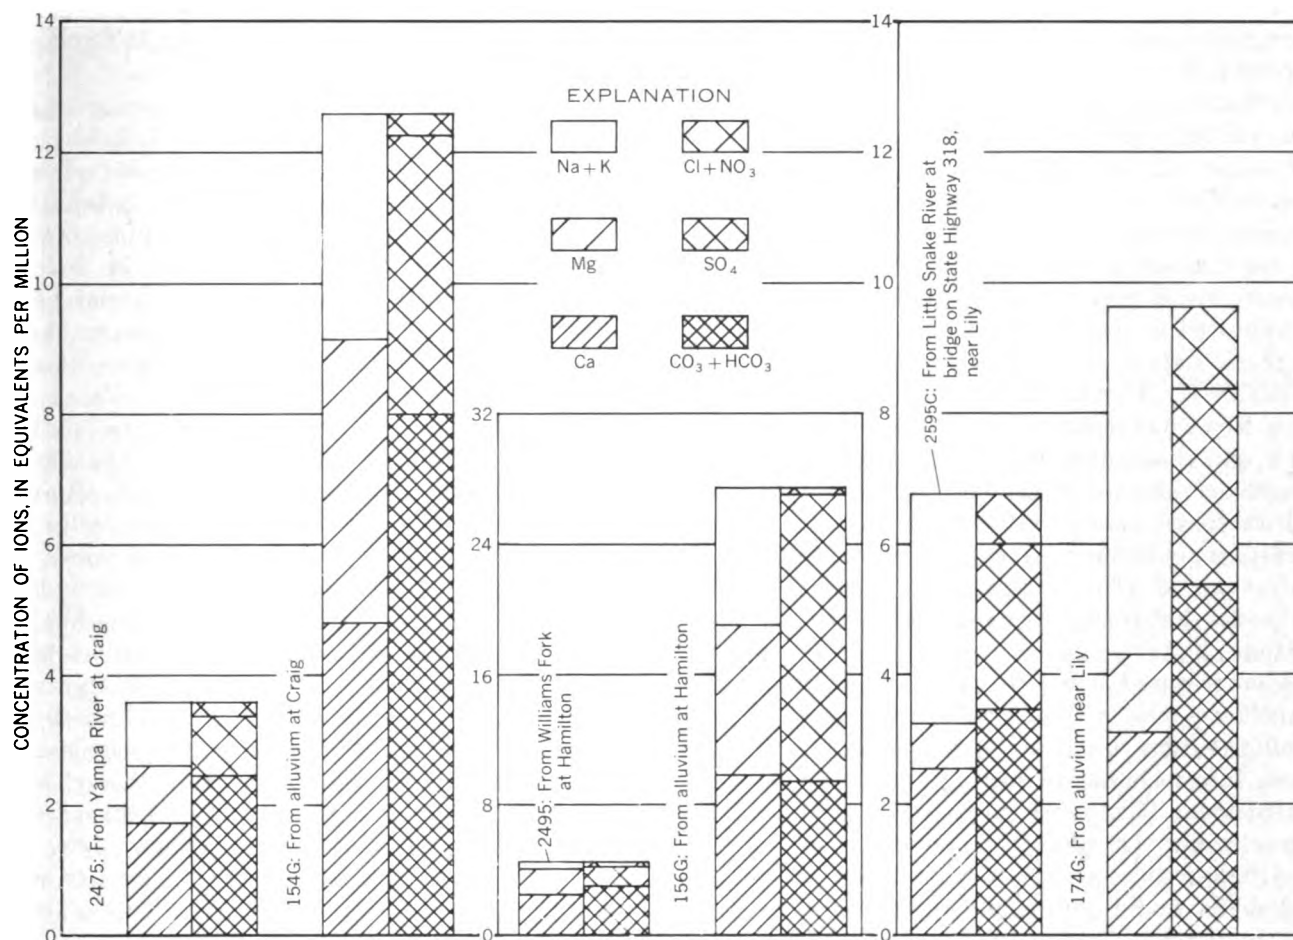 CONCENTRATION OF IONS, IN EQUIVALENTS PER MILLION
14
12
10
8
6
4
2
0
2475: From Yampa River at Craig
154G: From alluvium at Craig
EXPLANATION
Na + K
Cl + NO3
Mg
SO4
Ca
CO3 + HCO3
32
24
16
8
0
2495: From Williams Fork
at Hamilton
156G: From alluvium at Hamilton
14
12
10
8
6
4
2
0
2595C: From Little Snake River at
bridge on State Highway 318,
near Lily
174G: From alluvium near Lily